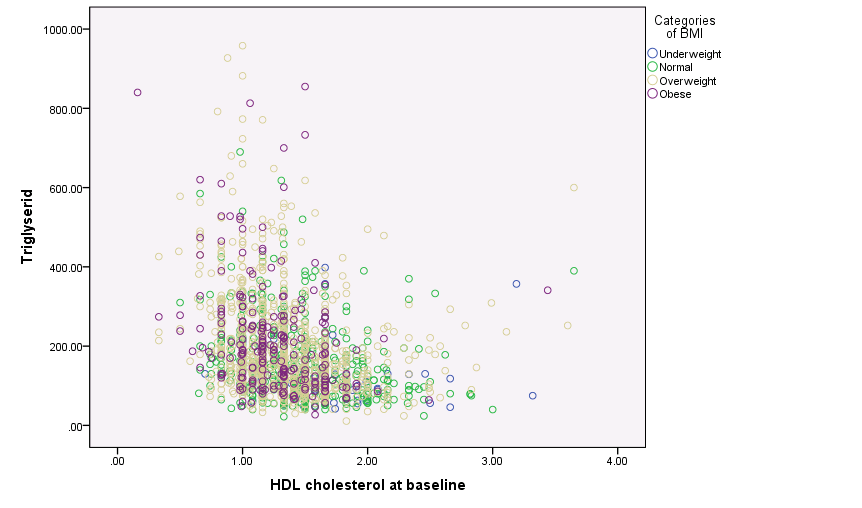 Categories
of BMI
Underweight
Normal
Overweight
Obese
1000.00
800.00
600.00
400.00
200.00
.00
Triglyserid
.00 1.00 2.00 3.00 4.00
HDL cholesterol at baseline